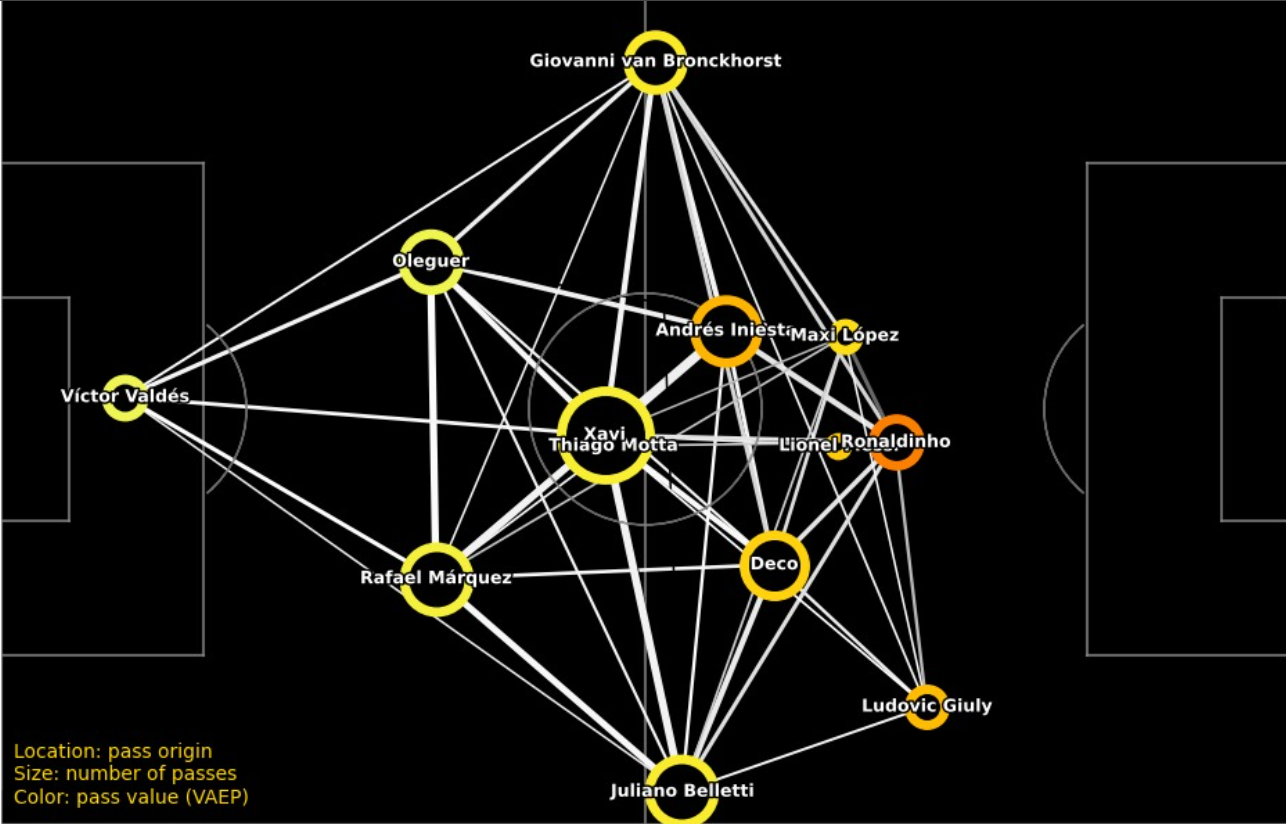 Giovanni van Bronckhorst
Oleguer
Andrés Iniesta
Maxi López
Víctor Valdés
Xavi
Thiago Motta
Lionel
Ronaldinho
Deco
Rafael Márquez
Ludovic Giuly
Juliano Belletti
Location: pass origin
Size: number of passes
Color: pass value (VAEP)